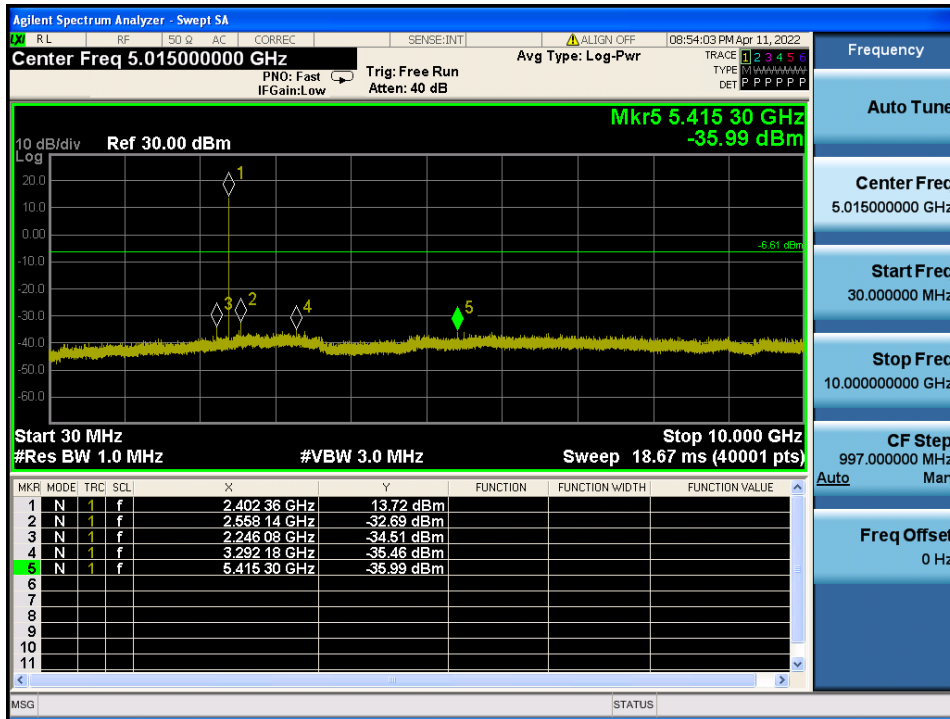 Agilent Spectrum Analyzer - Swept SA
LXI RL RF 50 Ω AC CORREC SENSE:INT ALIGN OFF 08:54:03 PM Apr 11, 2022
Center Freq 5.015000000 GHz
PNO: Fast
IFGain:Low
Trig: Free Run
Atten: 40 dB
Avg Type: Log-Pwr
TRACE 1 2 3 4 5 6
TYPE M
DET P P P P P P
Mkr5 5.415 30 GHz
-35.99 dBm
10 dB/div Ref 30.00 dBm
Log
20.0
10.0
0.00
-10.0
-20.0
-30.0
-40.0
-50.0
-60.0
1
-6.61 dBm
3 2 4 5
Start 30 MHz Stop 10.000 GHz
#Res BW 1.0 MHz #VBW 3.0 MHz Sweep 18.67 ms (40001 pts)
MKR MODE TRC SCL X Y FUNCTION FUNCTION WIDTH FUNCTION VALUE
1 N 1 f 2.402 36 GHz 13.72 dBm
2 N 1 f 2.558 14 GHz -32.69 dBm
3 N 1 f 2.246 08 GHz -34.51 dBm
4 N 1 f 3.292 18 GHz -35.46 dBm
5 N 1 f 5.415 30 GHz -35.99 dBm
6
7
8
9
10
11
MSG STATUS
Frequency
Auto Tune
Center Freq
5.015000000 GHz
Start Freq
30.000000 MHz
Stop Freq
10.000000000 GHz
CF Step
997.000000 MHz
Auto Man
Freq Offset
0 Hz